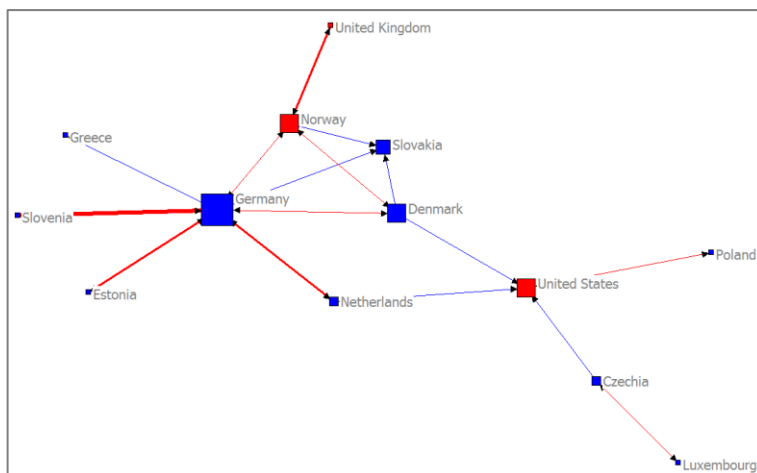 United Kingdom
Norway
Greece
Slovakia
Germany
Denmark
Slovenia
Poland
United States
Estonia
Netherlands
Czechia
Luxembourg